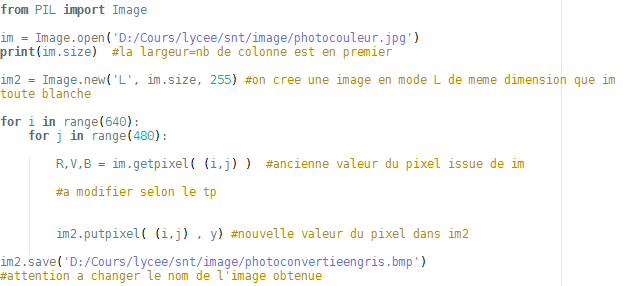 from PIL import Image
im = Image.open('D:/Cours/lycee/snt/image/photocouleur.jpg')
print(im.size)  #la largeur=nb de colonne est en premier
im2 = Image.new('L', im.size, 255) #on cree une image en mode L de meme dimension que im
toute blanche
for i in range(640):
    for j in range(480):
        R,V,B = im.getpixel( (i,j) )  #ancienne valeur du pixel issue de im
        #a modifier selon le tp
        im2.putpixel( (i,j) , y) #nouvelle valeur du pixel dans im2
im2.save('D:/Cours/lycee/snt/image/photoconvertieengris.bmp')
#attention a changer le nom de l'image obtenue